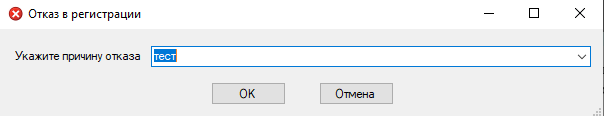 Отказ в регистрации
Укажите причину отказа тест
OK Отмена